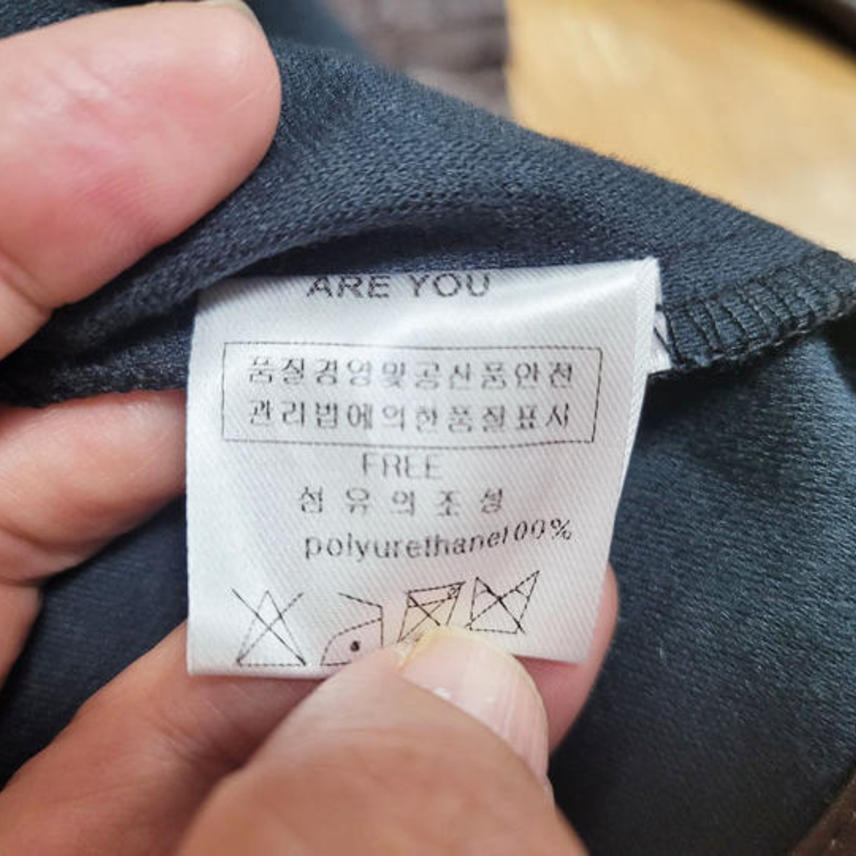 ARE YOU
품질경영및공산품안전
관리법에의한품질표시
FREE
섬유의조성
polyurethane100%